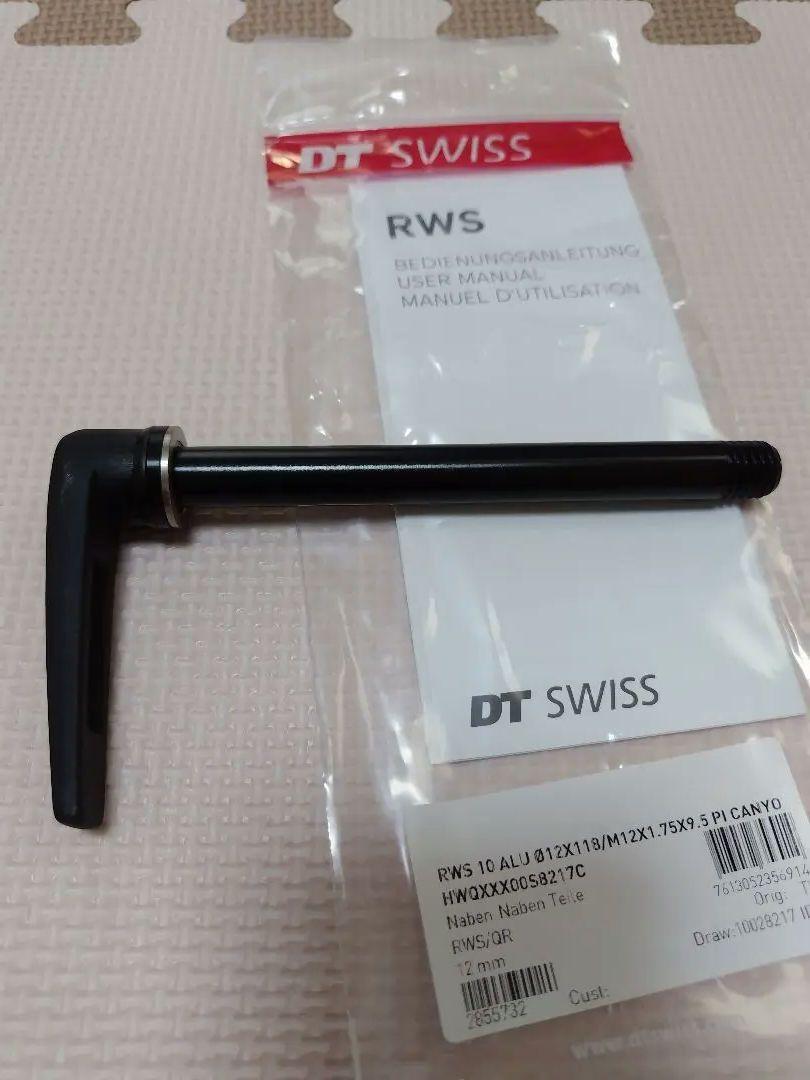 DT SWISS
RWS
BEDIENUNGSANLEITUNG
USER MANUAL
MANUEL D'UTILISATION
DT SWISS
RWS 10 ALU Ø12X118/M12X1.75X9.5 PI CANYO
HWQXXX00S8217C
Naben Naben Teile
7613052356914
RWS/QR
Orig:
12 mm
Draw:10028217
2855732
Cust: